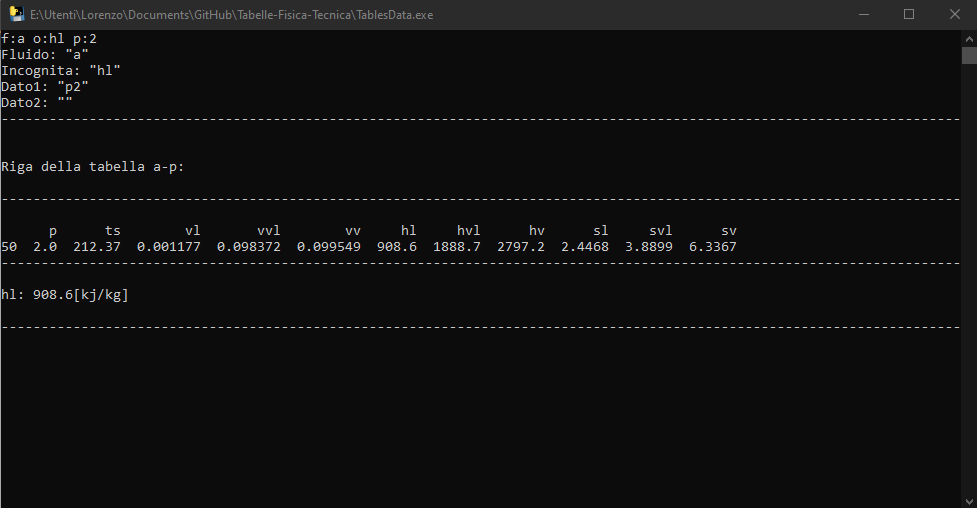 E:\Utenti\Lorenzo\Documents\GitHub\Tabelle-Fisica-Tecnica\TablesData.exe
f:a o:hl p:2
Fluido: "a"
Incognita: "hl"
Dato1: "p2"
Dato2: ""
------------------------------------------------------------------------------------------------------------------------
Riga della tabella a-p:
------------------------------------------------------------------------------------------------------------------------
p ts vl vvl vv hl hvl hv sl svl sv
50 2.0 212.37 0.001177 0.098372 0.099549 908.6 1888.7 2797.2 2.4468 3.8899 6.3367
------------------------------------------------------------------------------------------------------------------------
hl: 908.6[kj/kg]
------------------------------------------------------------------------------------------------------------------------